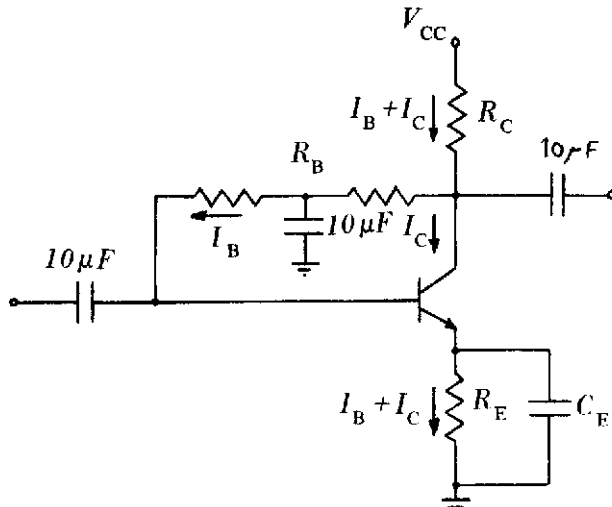 V_CC
I_B + I_C
R_C
10µF
R_B
I_B
10µF
I_C
10µF
I_B + I_C
R_E
C_E